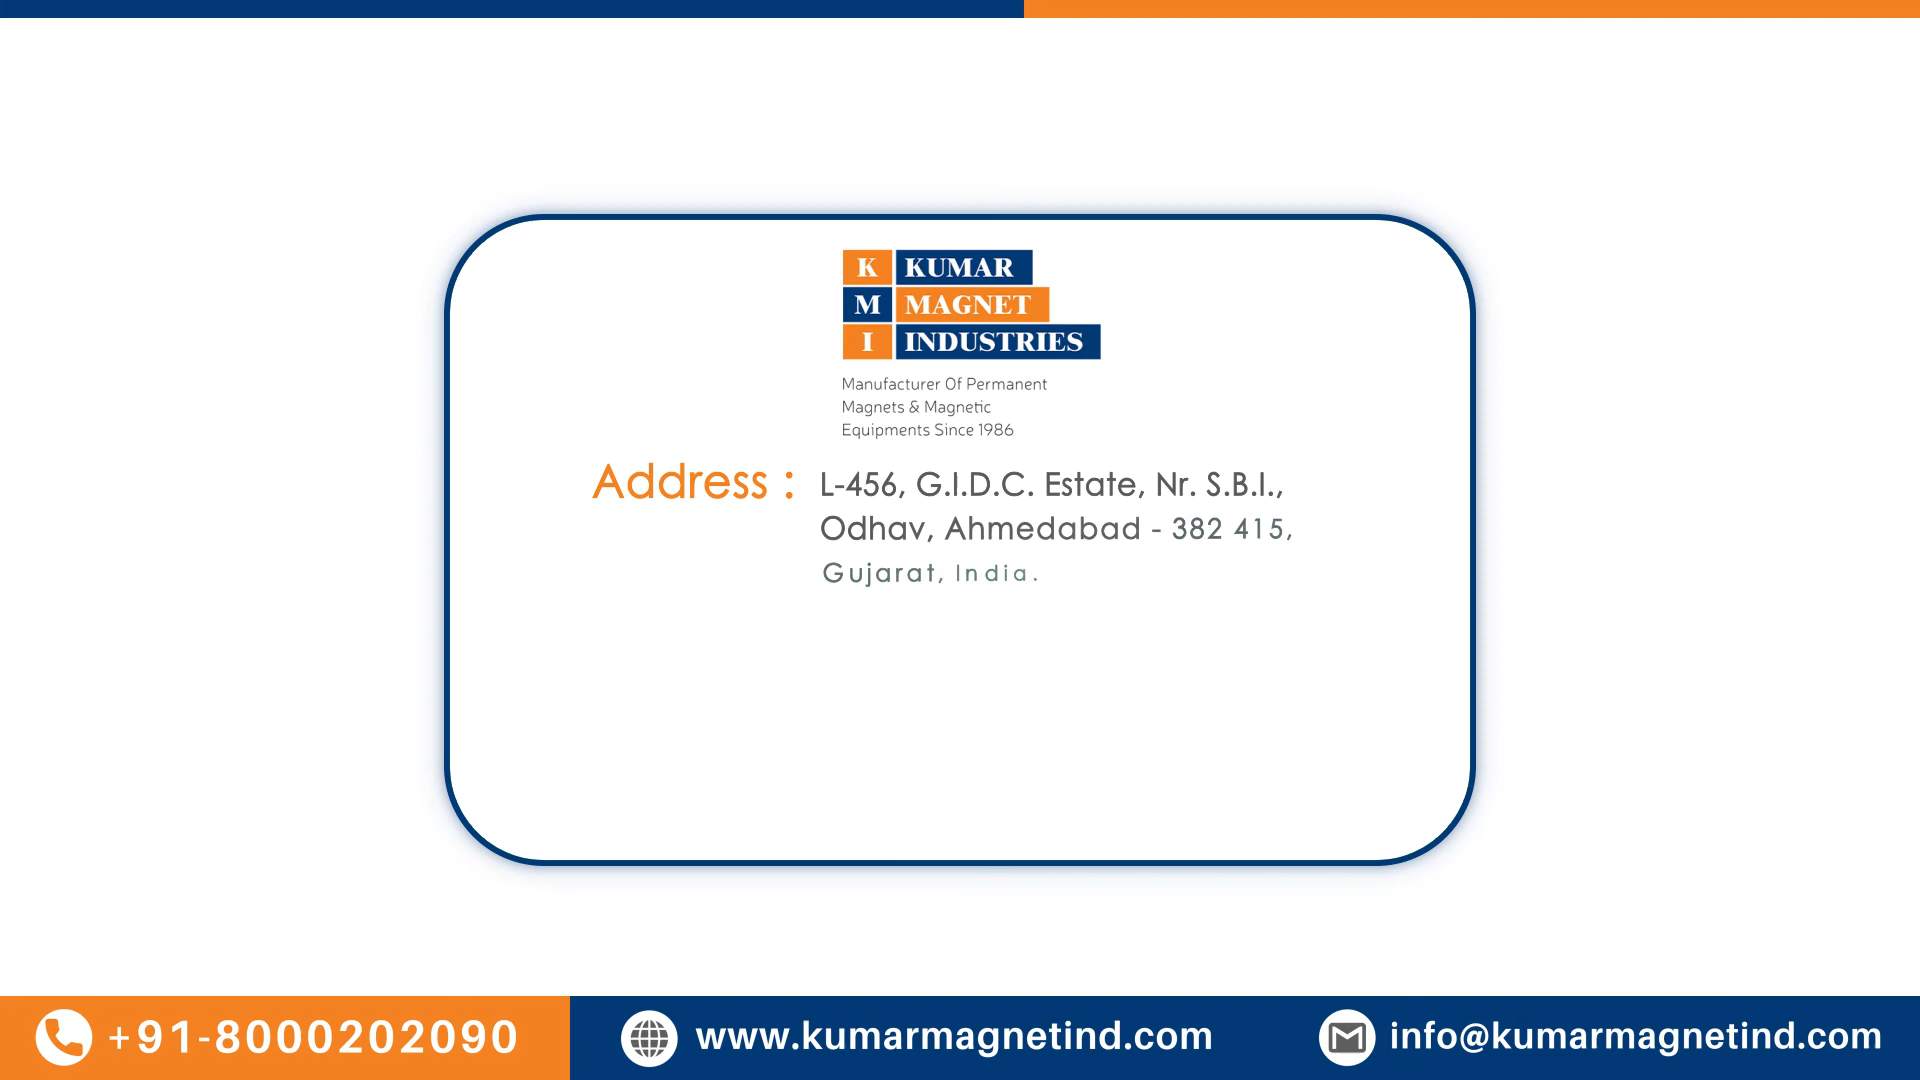 K KUMAR
M MAGNET
I INDUSTRIES
Manufacturer Of Permanent
Magnets & Magnetic
Equipments Since 1986
Address : L-456, G.I.D.C. Estate, Nr. S.B.I.,
Odhav, Ahmedabad - 382 415,
Gujarat, India.
+91-8000202090 www.kumarmagnetind.com info@kumarmagnetind.com